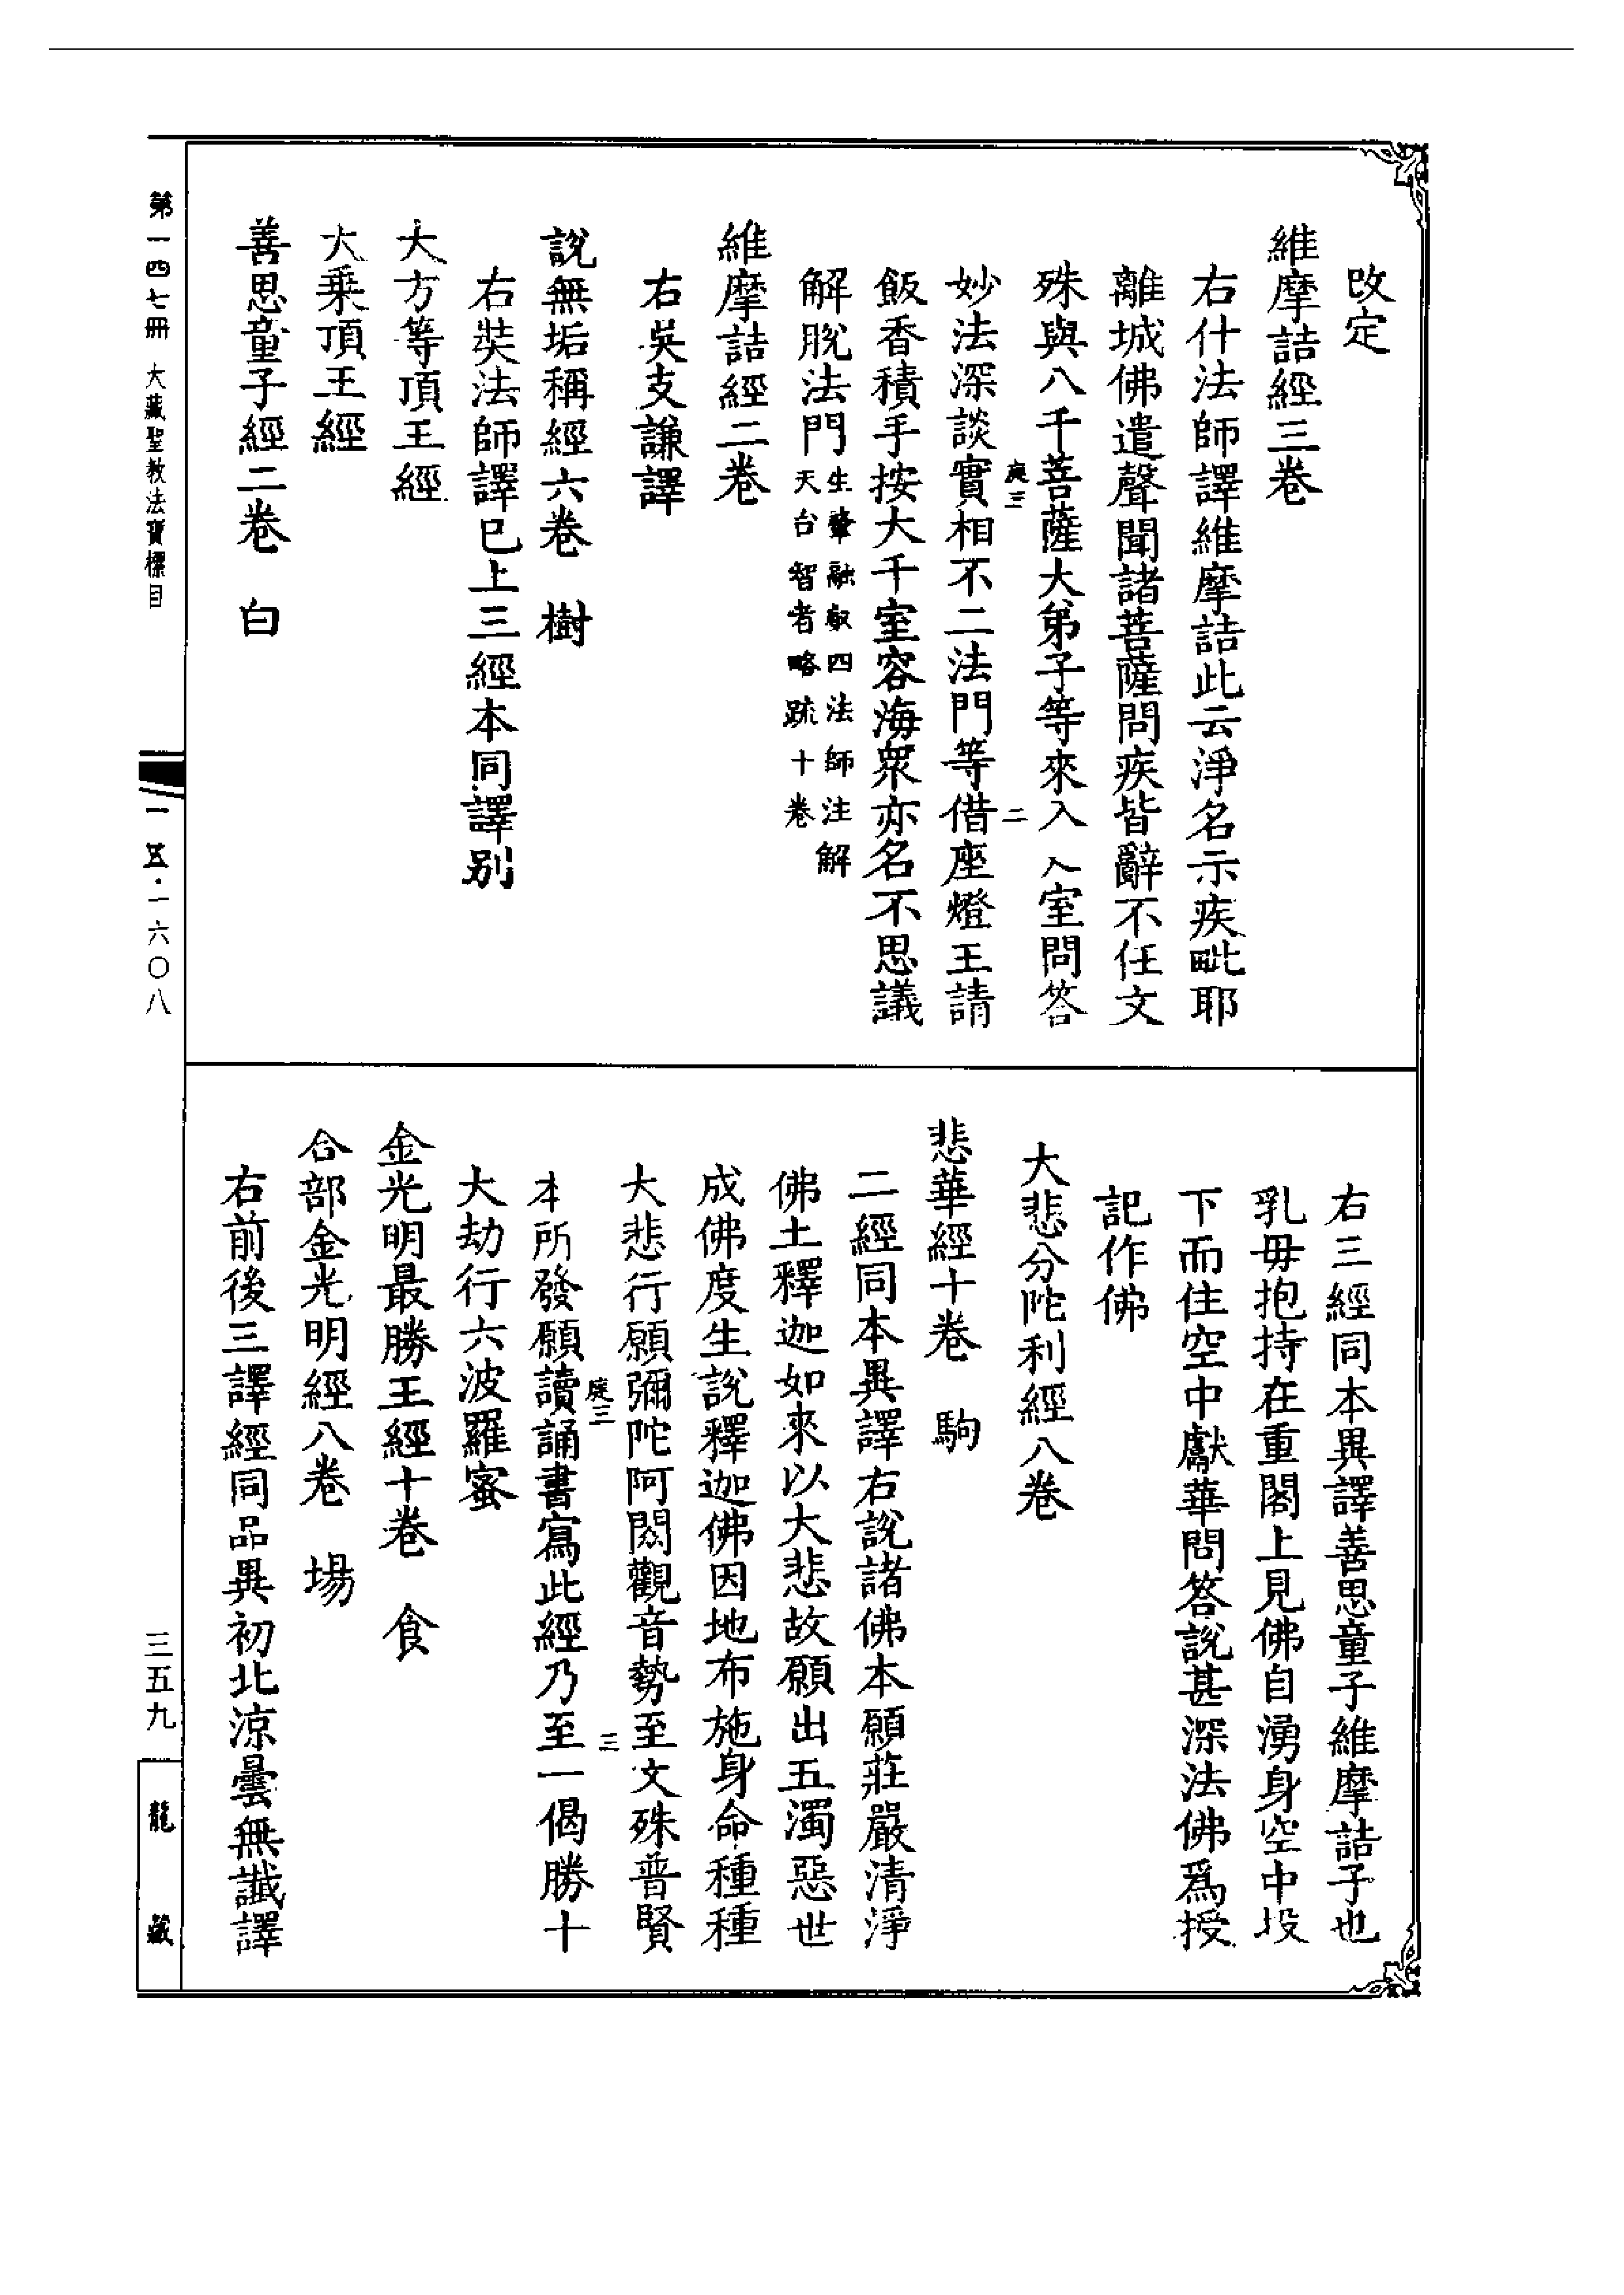 改定
維摩詰經三卷
右什法師譯維摩詰此云淨名示疾毗耶
離城佛遣聲聞諸菩薩問疾皆辭不任文
殊與八千菩薩大弟子等來入入室問答
庭三 二
妙法深談實相不二法門等借座燈王請
飯香積手按大千室容海眾亦名不思議
解脫法門生肇融叡四法師注解
天台智者略疏十卷
維摩詰經二卷
右吳支謙譯
說無垢稱經六卷 樹
右奘法師譯已上三經本同譯別
大方等頂王經
大乘頂王經
善思童子經二卷 白
右三經同本異譯善思童子維摩詰子也
乳毋抱持在重閣上見佛自湧身空中投
下而住空中獻華問答說甚深法佛為授
記作佛
大悲分陀利經八卷
悲華經十卷 駒
二經同本異譯右說諸佛本願莊嚴清淨
佛土釋迦如來以大悲故願出五濁惡世
成佛度生說釋迦佛因地布施身命種種
大悲行願彌陀阿閦觀音勢至文殊普賢
庭三 三
本所發願讀誦書寫此經乃至一偈勝十
大劫行六波羅蜜
金光明最勝王經十卷 食
合部金光明經八卷 場
右前後三譯經同品異初北涼曇無讖譯
第一四七冊 大藏聖教法寶標目
一五·一六〇八
三五九
龍藏